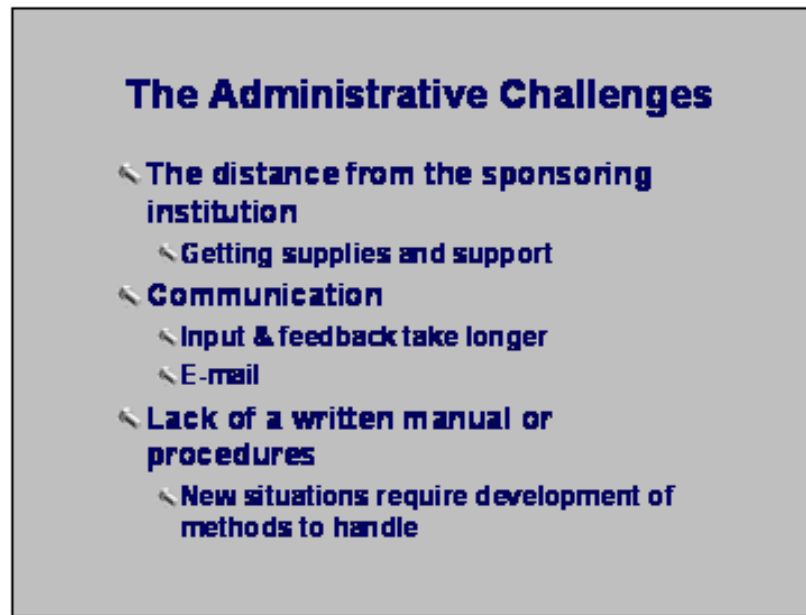 The Administrative Challenges
The distance from the sponsoring
institution
Getting supplies and support
Communication
Input & feedback take longer
E-mail
Lack of a written manual or
procedures
New situations require development of
methods to handle